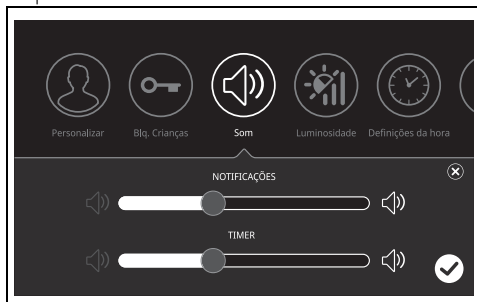 Personalizar
Blq. Crianças
Som
Luminosidade
Definições da hora
NOTIFICAÇÕES
TIMER